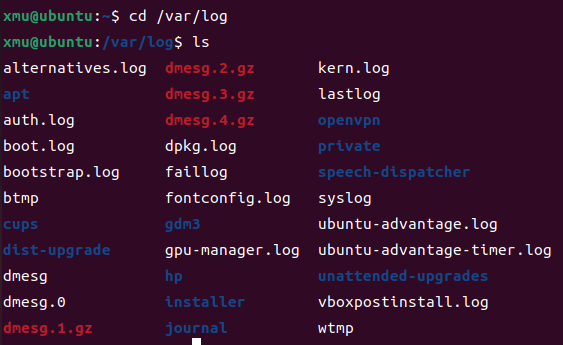 xmu@ubuntu:~$ cd /var/log
xmu@ubuntu:/var/log$ ls
alternatives.log dmesg.2.gz kern.log
apt dmesg.3.gz lastlog
auth.log dmesg.4.gz openvpn
boot.log dpkg.log private
bootstrap.log faillog speech-dispatcher
btmp fontconfig.log syslog
cups gdm3 ubuntu-advantage.log
dist-upgrade gpu-manager.log ubuntu-advantage-timer.log
dmesg hp unattended-upgrades
dmesg.0 installer vboxpostinstall.log
dmesg.1.gz journal wtmp